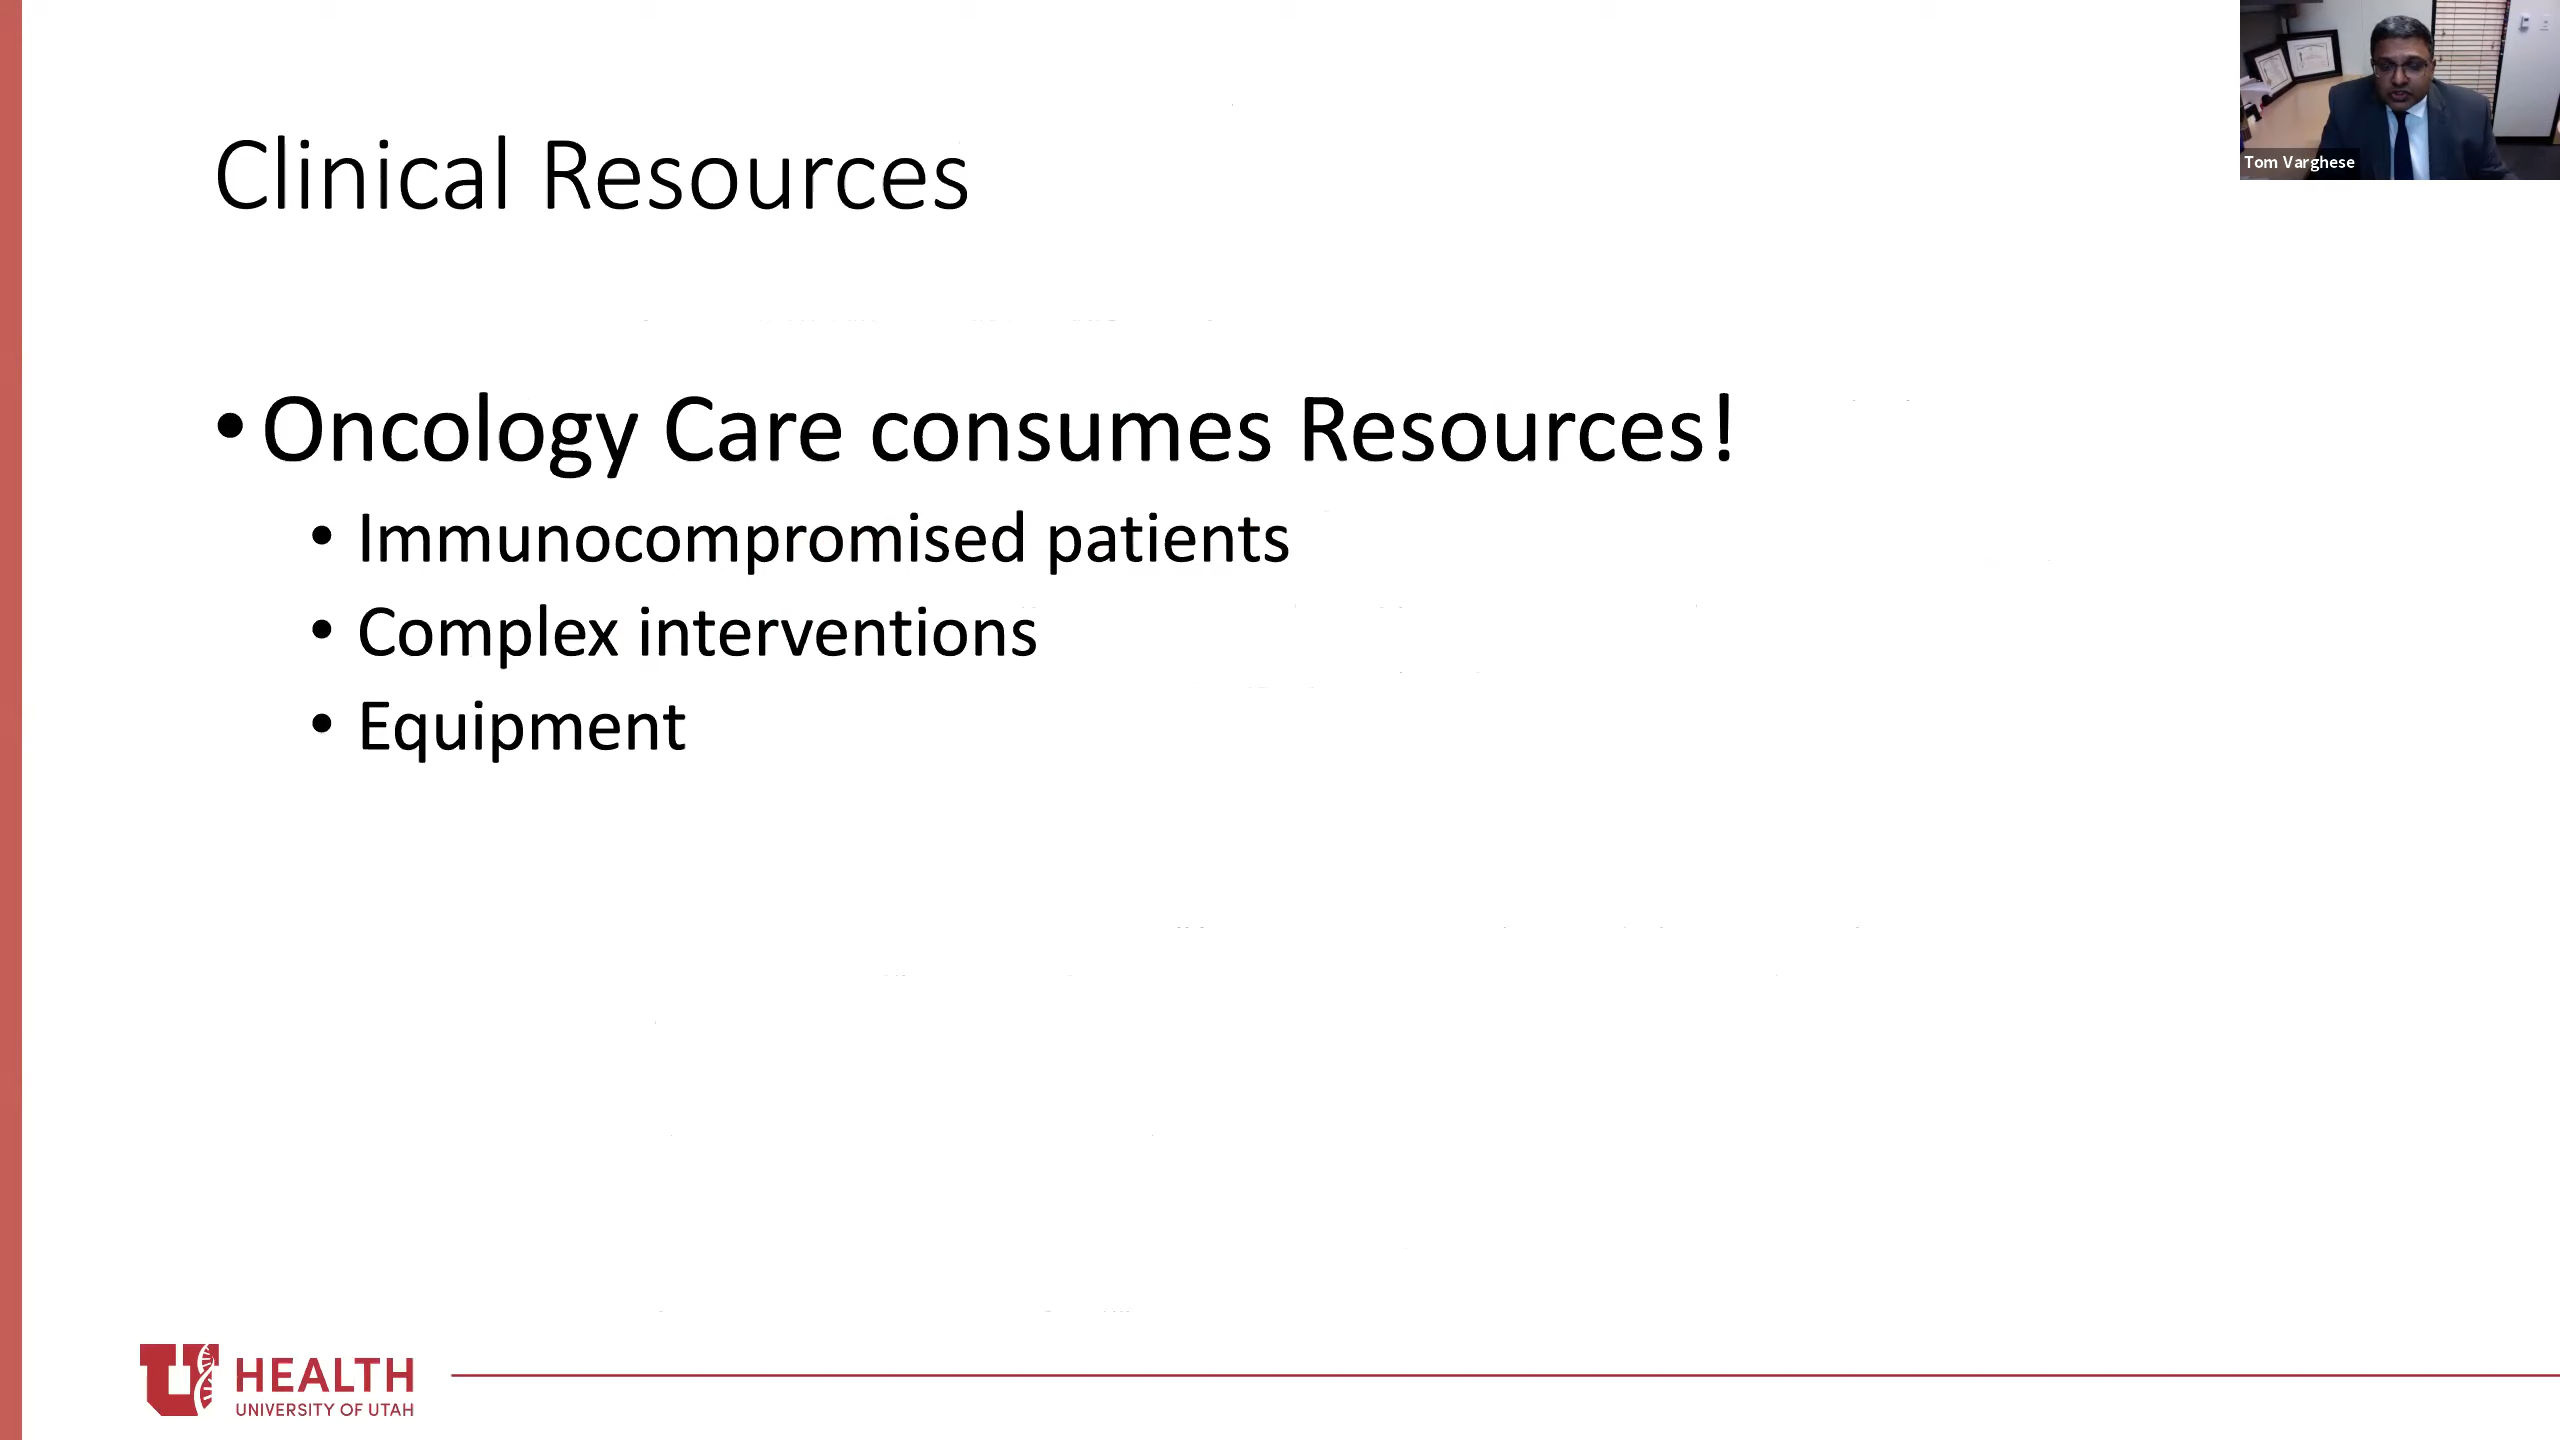 Tom Varghese
Clinical Resources
• Oncology Care consumes Resources!
• Immunocompromised patients
• Complex interventions
• Equipment
U HEALTH
UNIVERSITY OF UTAH